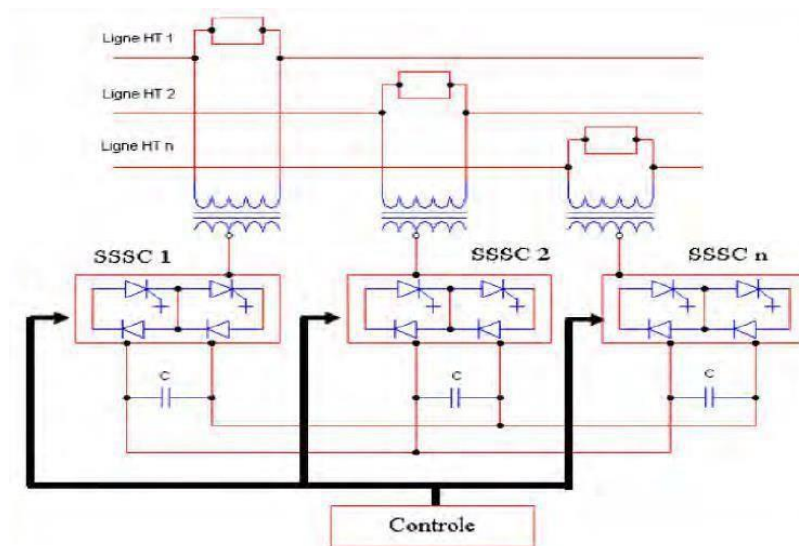 Ligne HT 1
Ligne HT 2
Ligne HT n
SSSC 1
SSSC 2
SSSC n
C
C
C
Controle